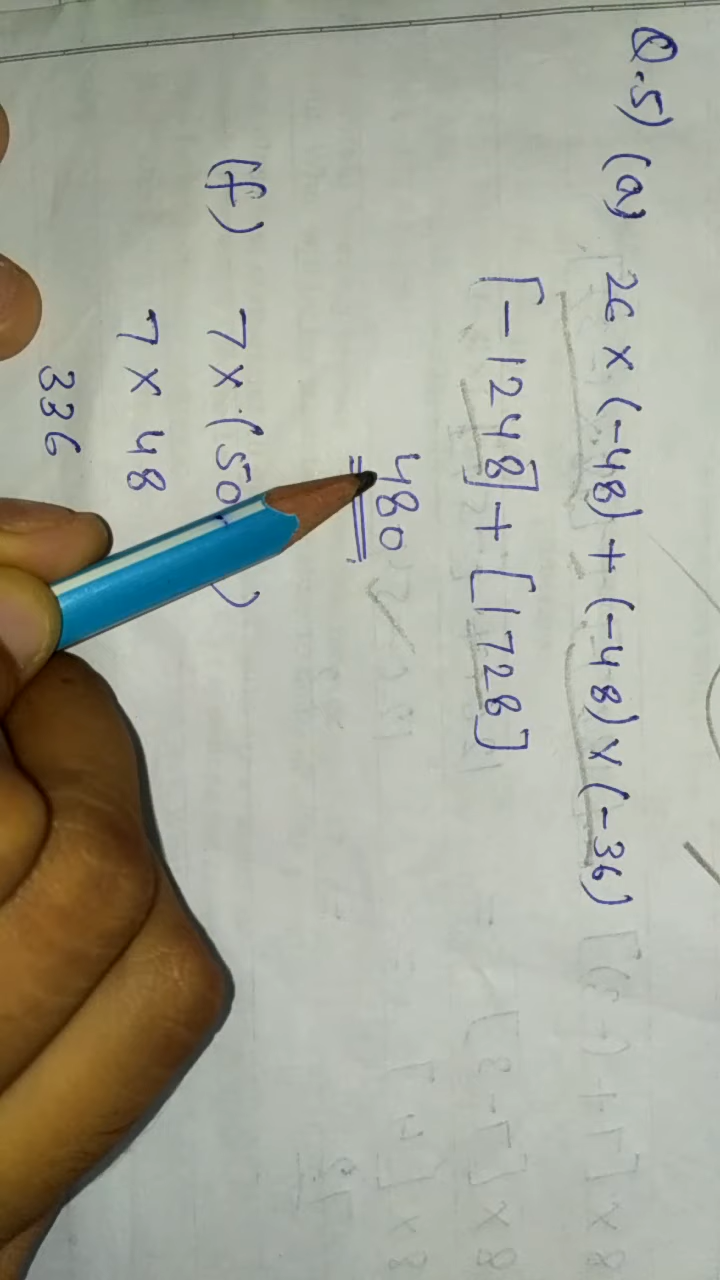 Q.5) (a) 26 x (-48) + (-48) x (-36)
[-1248] + [1728]
480
(f) 7 x (50 )
7 x 48
336